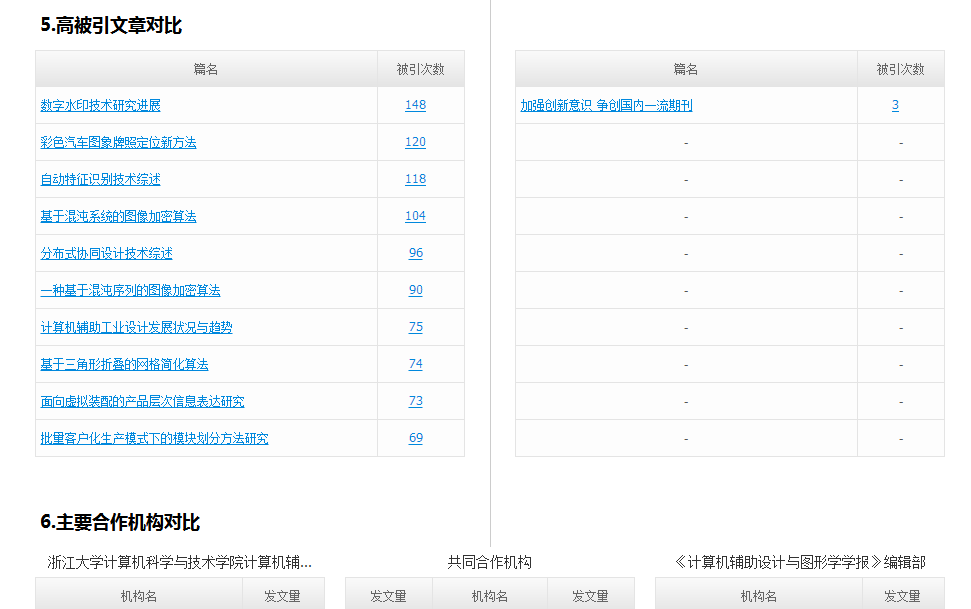 5.高被引文章对比
篇名 被引次数
数字水印技术研究进展 148
彩色汽车图象牌照定位新方法 120
自动特征识别技术综述 118
基于混沌系统的图像加密算法 104
分布式协同设计技术综述 96
一种基于混沌序列的图像加密算法 90
计算机辅助工业设计发展状况与趋势 75
基于三角形折叠的网格简化算法 74
面向虚拟装配的产品层次信息表达研究 73
批量客户化生产模式下的模块划分方法研究 69
篇名 被引次数
加强创新意识 争创国内一流期刊 3
- -
- -
- -
- -
- -
- -
- -
- -
- -
6.主要合作机构对比
浙江大学计算机科学与技术学院计算机辅... 共同合作机构 《计算机辅助设计与图形学学报》编辑部
机构名 发文量 发文量 机构名 发文量 机构名 发文量